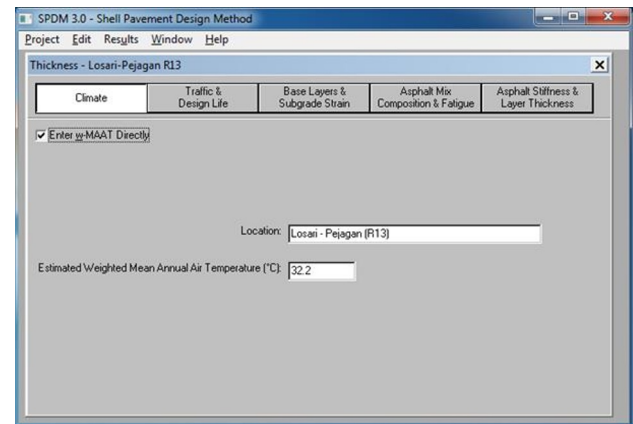 SPDM 3.0 - Shell Pavement Design Method
Project Edit Results Window Help
Thickness - Losari-Pejagan R13
Climate
Traffic &
Design Life
Base Layers &
Subgrade Strain
Asphalt Mix
Composition & Fatigue
Asphalt Stiffness &
Layer Thickness
Enter w-MAAT Directly
Location: Losari - Pejagan (R13)
Estimated Weighted Mean Annual Air Temperature (°C): 32.2